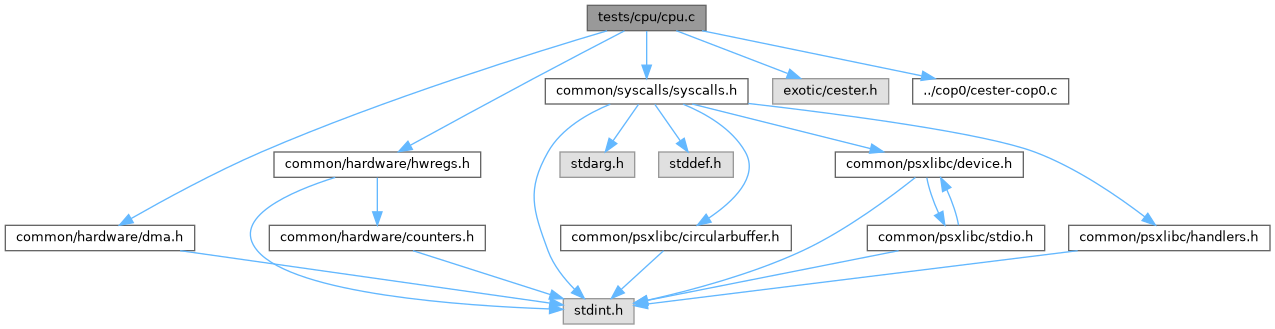 tests/cpu/cpu.c
common/syscalls/syscalls.h
exotic/cester.h
../cop0/cester-cop0.c
common/hardware/hwregs.h
stdarg.h
stddef.h
common/psxlibc/device.h
common/hardware/dma.h
common/hardware/counters.h
common/psxlibc/circularbuffer.h
common/psxlibc/stdio.h
common/psxlibc/handlers.h
stdint.h